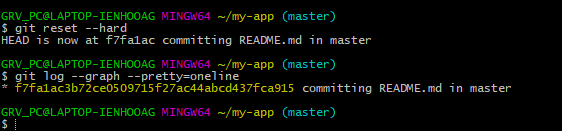 GRV_PC@LAPTOP-IENHOOAG MINGW64 ~/my-app (master)
$ git reset --hard
HEAD is now at f7fa1ac committing README.md in master
GRV_PC@LAPTOP-IENHOOAG MINGW64 ~/my-app (master)
$ git log --graph --pretty=oneline
* f7fa1ac3b72ce0509715f27ac44abcd437fca915 committing README.md in master
GRV_PC@LAPTOP-IENHOOAG MINGW64 ~/my-app (master)
$